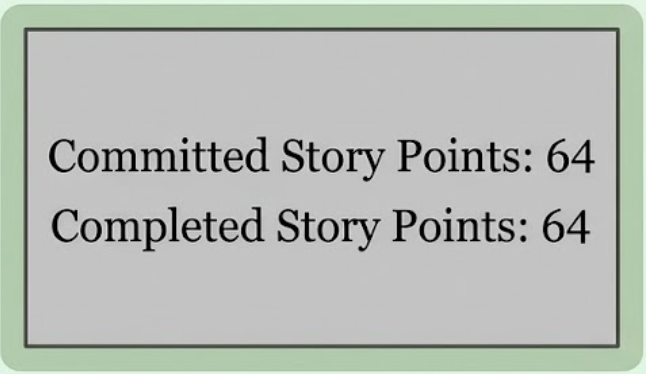 Committed Story Points: 64
Completed Story Points: 64